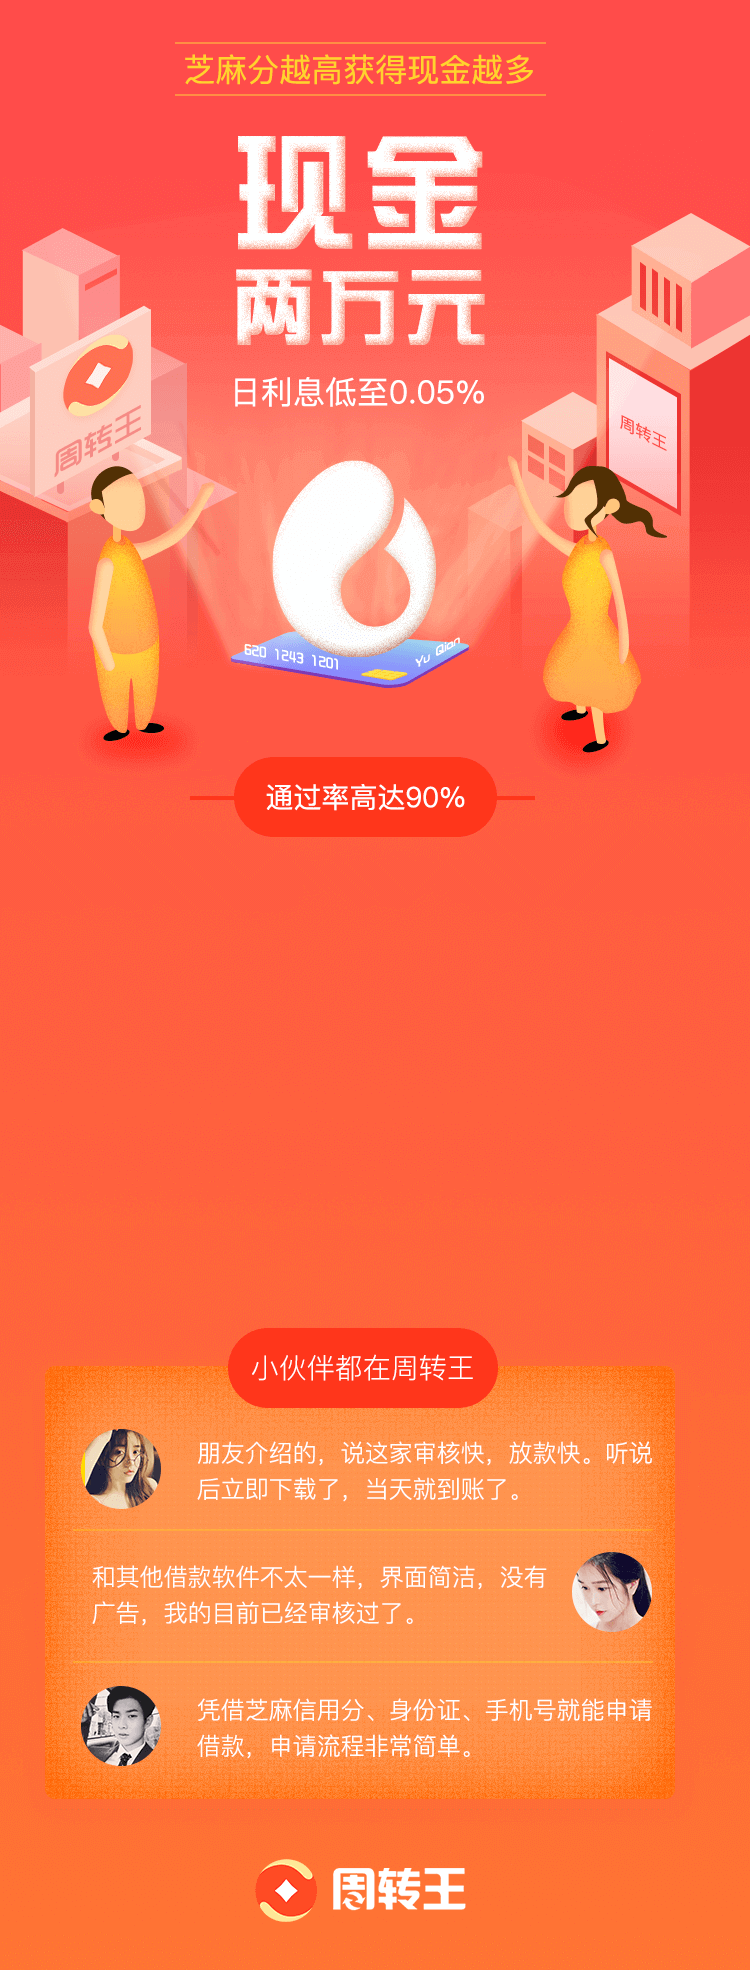 芝麻分越高获得现金越多
现金
两万元
日利息低至0.05%
周转王
周转王
620 1243 1201
Yu Qian
通过率高达90%
小伙伴都在周转王
朋友介绍的，说这家审核快，放款快。听说
后立即下载了，当天就到账了。
和其他借款软件不太一样，界面简洁，没有
广告，我的目前已经审核过了。
凭借芝麻信用分、身份证、手机号就能申请
借款，申请流程非常简单。
周转王